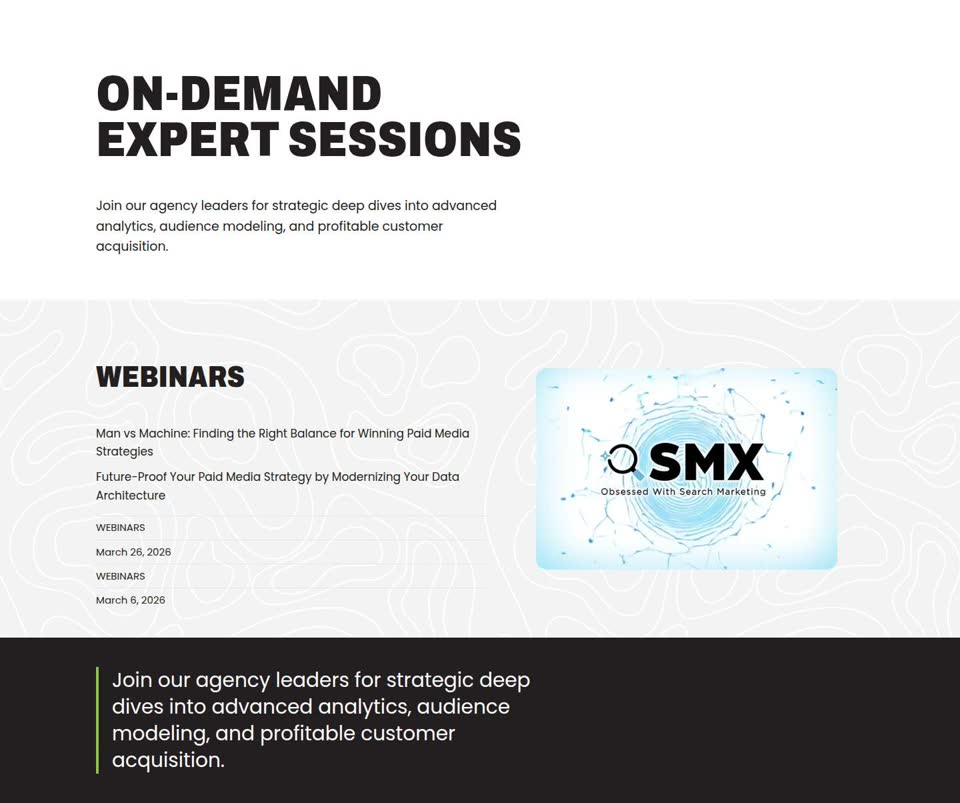 ON-DEMAND
EXPERT SESSIONS
Join our agency leaders for strategic deep dives into advanced
analytics, audience modeling, and profitable customer
acquisition.
WEBINARS
Man vs Machine: Finding the Right Balance for Winning Paid Media
Strategies
Future-Proof Your Paid Media Strategy by Modernizing Your Data
Architecture
WEBINARS
March 26, 2026
WEBINARS
March 6, 2026
SMX
Obsessed With Search Marketing
Join our agency leaders for strategic deep
dives into advanced analytics, audience
modeling, and profitable customer
acquisition.